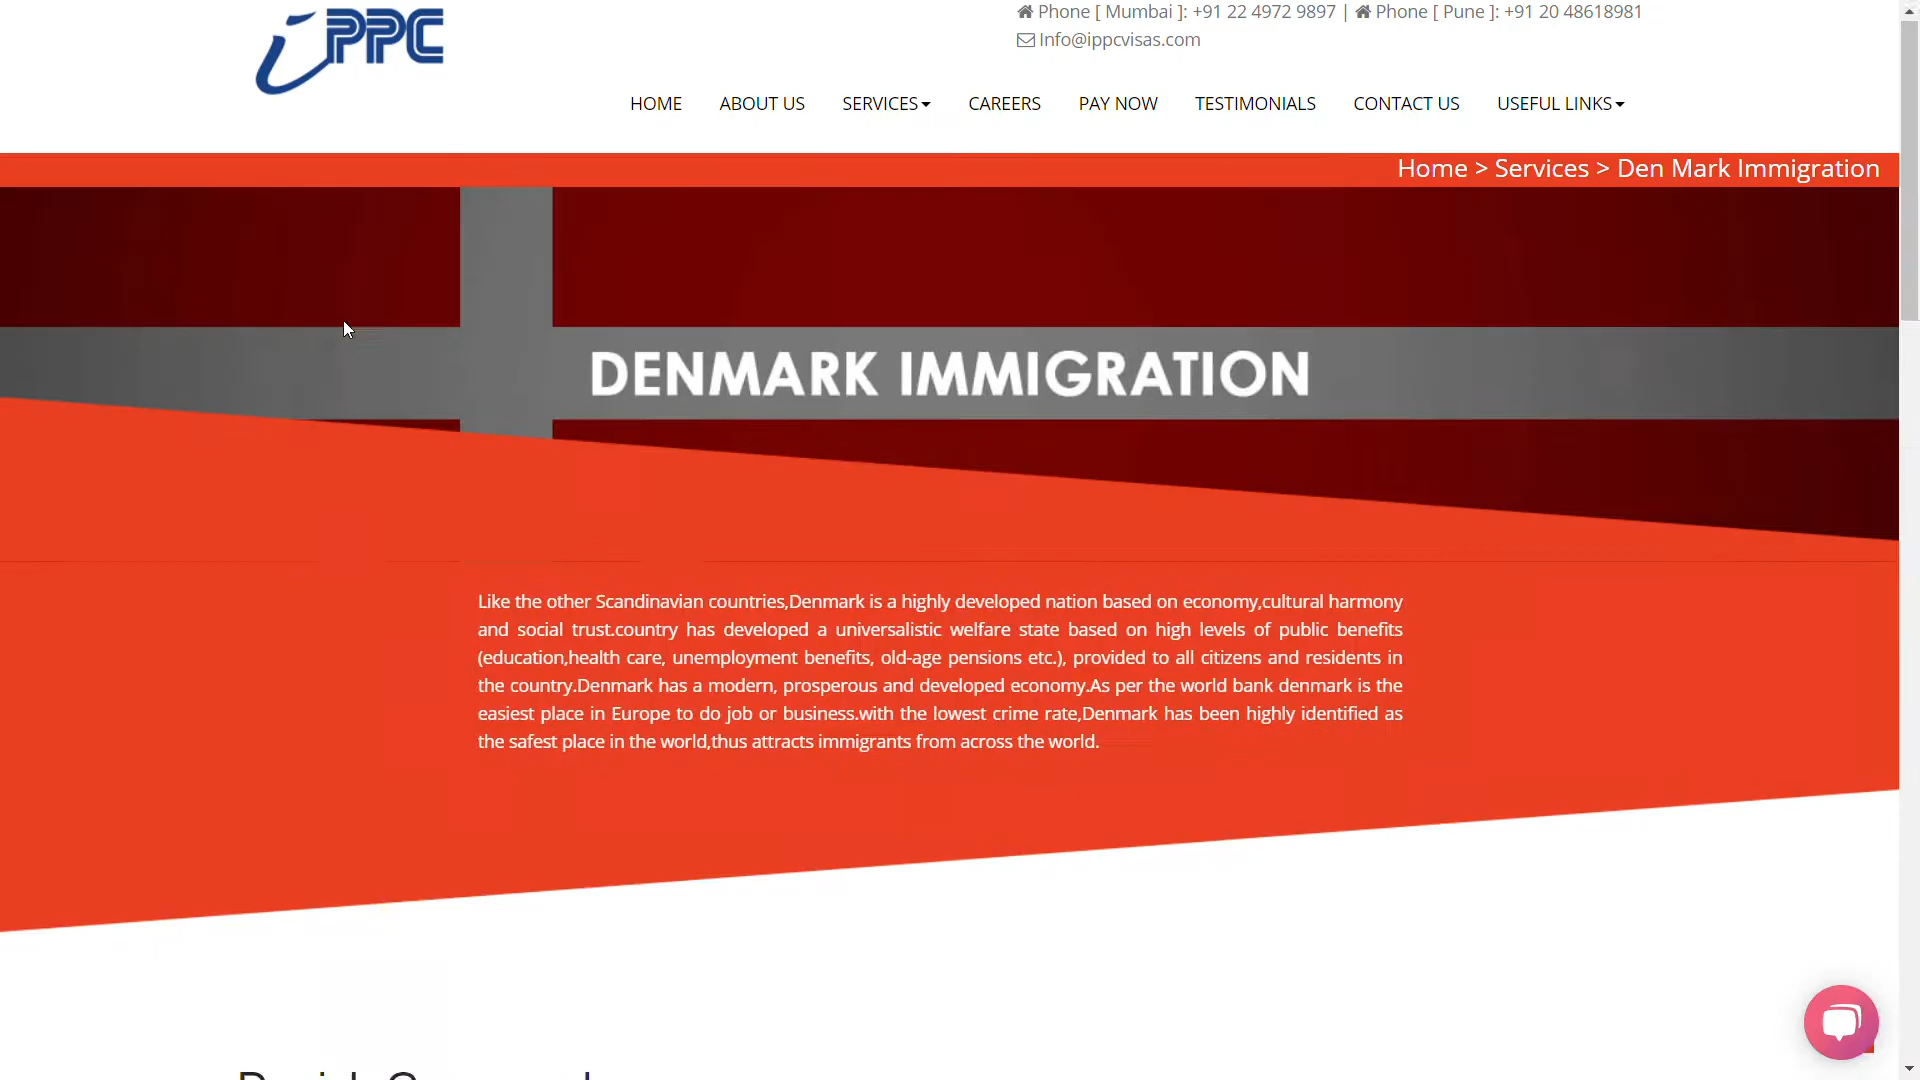 iPPC
Phone [ Mumbai ]: +91 22 4972 9897 | Phone [ Pune ]: +91 20 48618981
Info@ippcvisas.com
HOME ABOUT US SERVICES CAREERS PAY NOW TESTIMONIALS CONTACT US USEFUL LINKS
Home > Services > Den Mark Immigration
DENMARK IMMIGRATION
Like the other Scandinavian countries,Denmark is a highly developed nation based on economy,cultural harmony
and social trust.country has developed a universalistic welfare state based on high levels of public benefits
(education,health care, unemployment benefits, old-age pensions etc.), provided to all citizens and residents in
the country.Denmark has a modern, prosperous and developed economy.As per the world bank denmark is the
easiest place in Europe to do job or business.with the lowest crime rate,Denmark has been highly identified as
the safest place in the world,thus attracts immigrants from across the world.